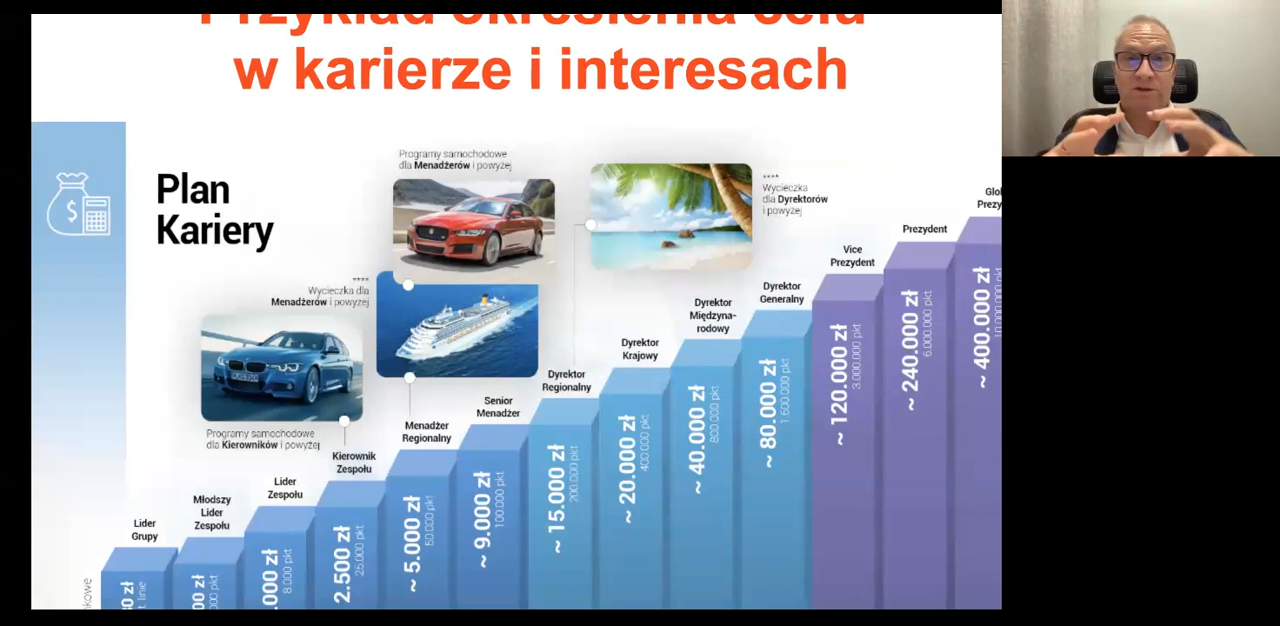 Przykład określenia celu
w karierze i interesach
Plan
Kariery
Programy samochodowe
dla Menadżerów i powyżej
****
Wycieczka
dla Dyrektorów
i powyżej
****
Wycieczka dla
Menadżerów i powyżej
Programy samochodowe
dla Kierowników i powyżej
Lider
Grupy
Młodszy
Lider
Zespołu
Lider
Zespołu
8.000 pkt
Kierownik
Zespołu
2.500 zł
25.000 pkt
Menadżer
Regionalny
~ 5.000 zł
50.000 pkt
Senior
Menadżer
~ 9.000 zł
100.000 pkt
Dyrektor
Regionalny
~ 15.000 zł
200.000 pkt
Dyrektor
Krajowy
~ 20.000 zł
400.000 pkt
Dyrektor
Międzyna-
rodowy
~ 40.000 zł
800.000 pkt
Dyrektor
Generalny
~ 80.000 zł
1.600.000 pkt
Vice
Prezydent
~ 120.000 zł
3.000.000 pkt
Prezydent
~ 240.000 zł
6.000.000 pkt
~ 400.000 zł